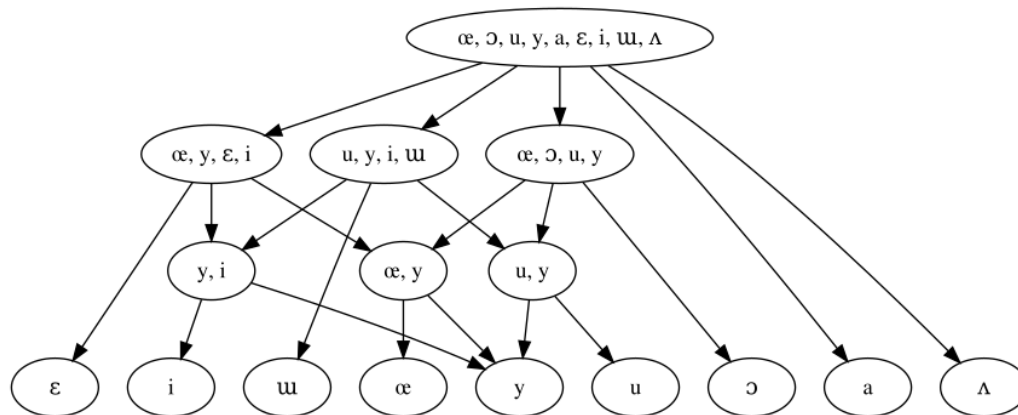 œ, ɔ, u, y, a, ɛ, i, ɯ, ʌ
œ, y, ɛ, i
u, y, i, ɯ
œ, ɔ, u, y
y, i
œ, y
u, y
ɛ
i
ɯ
œ
y
u
ɔ
a
ʌ